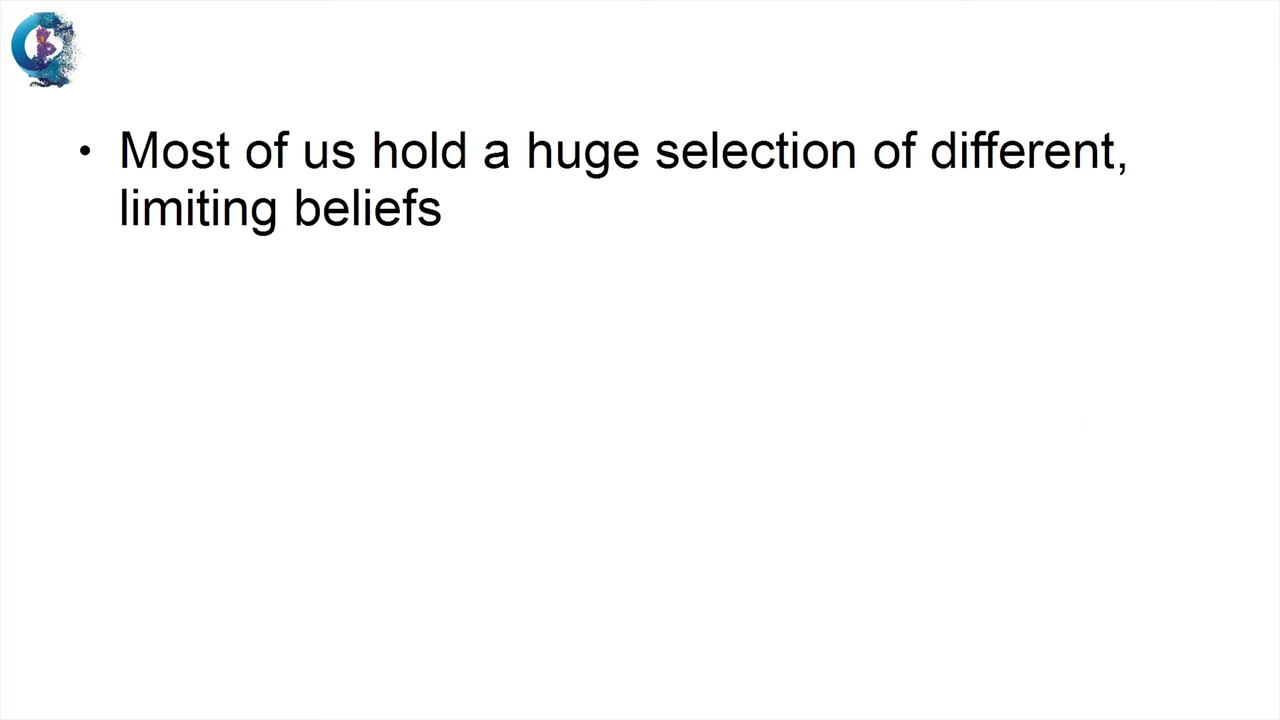 • Most of us hold a huge selection of different,
limiting beliefs